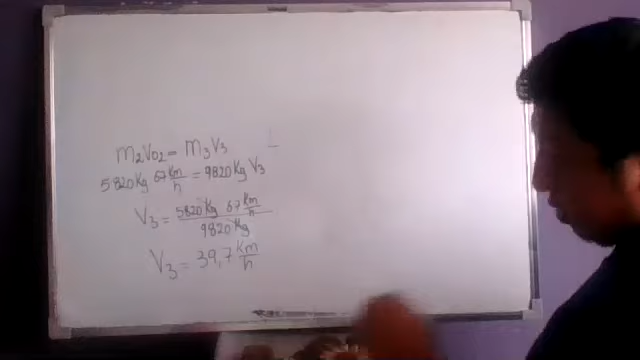 m₂V₀₂ = m₃V₃
5820 Kg 67 Km/h = 9820 Kg V₃
V₃ = 5820 Kg 67 Km/h / 9820 Kg
V₃ = 39,7 Km/h